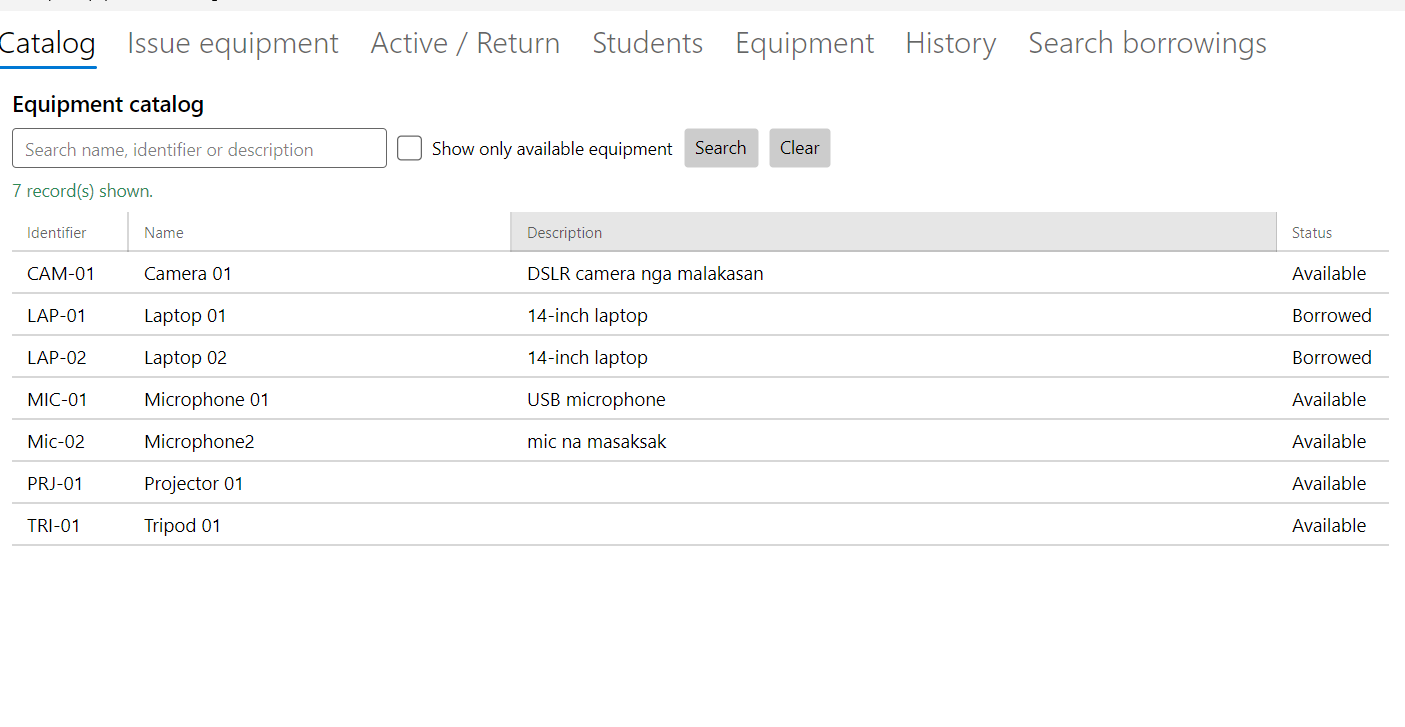 Catalog Issue equipment Active / Return Students Equipment History Search borrowings
Equipment catalog
Search name, identifier or description Show only available equipment Search Clear
7 record(s) shown.
Identifier Name Description Status
CAM-01 Camera 01 DSLR camera nga malakasan Available
LAP-01 Laptop 01 14-inch laptop Borrowed
LAP-02 Laptop 02 14-inch laptop Borrowed
MIC-01 Microphone 01 USB microphone Available
Mic-02 Microphone2 mic na masaksak Available
PRJ-01 Projector 01 Available
TRI-01 Tripod 01 Available